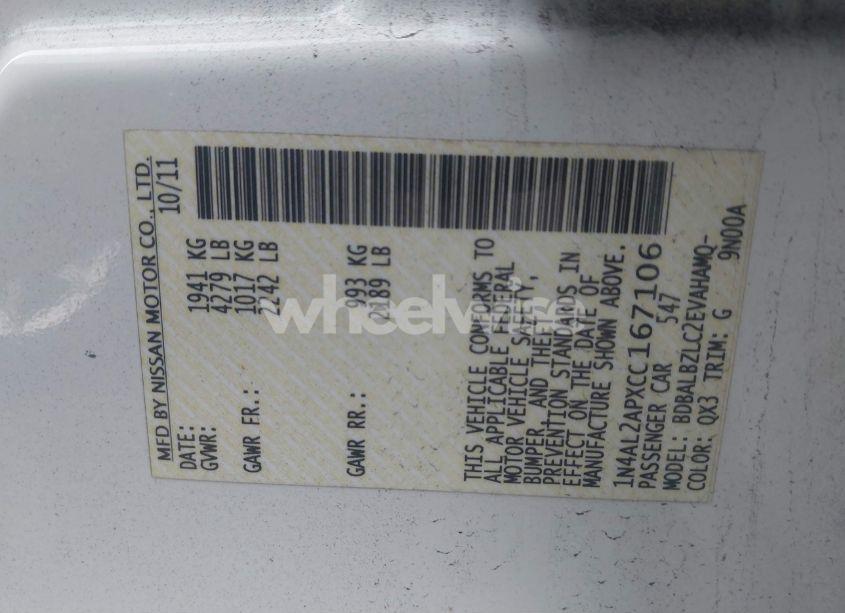 MFD BY NISSAN MOTOR CO., LTD.
DATE: 10/11
GVWR: 1941 KG
4279 LB
GAWR FR.: 1017 KG
2242 LB
GAWR RR.: 993 KG
2189 LB
THIS VEHICLE CONFORMS TO
ALL APPLICABLE FEDERAL
MOTOR VEHICLE SAFETY,
BUMPER, AND THEFT
PREVENTION STANDARDS IN
EFFECT ON THE DATE OF
MANUFACTURE SHOWN ABOVE.
1N4AL2APXCC167106
PASSENGER CAR 547
MODEL: BDBALBZLC2EVAHAMQ-
COLOR: QX3 TRIM: G 9N00A
wheelwise